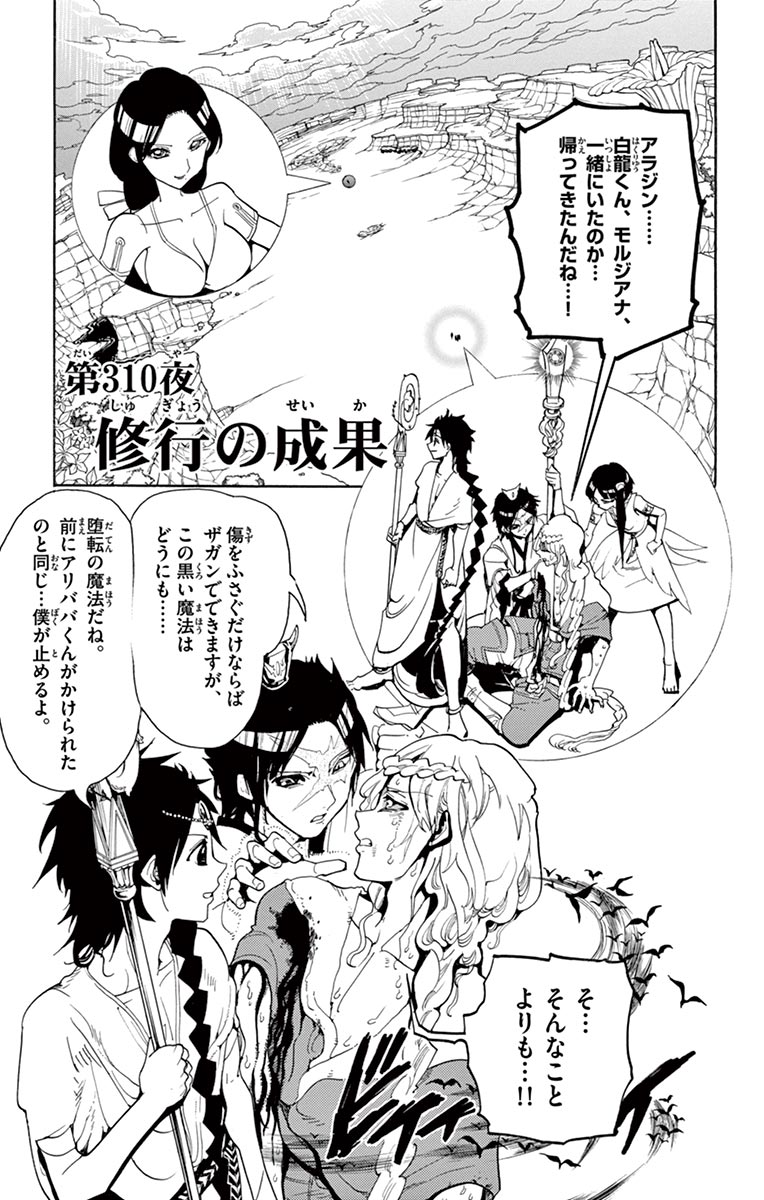 アラジン……
白龍くん、モルジアナ、
一緒にいたのか…
帰ってきたんだね…!
第310夜
修行の成果
傷をふさぐだけならば
ザガンでできますが、
この黒い魔法は
どうにも……
堕転の魔法だね。
前にアリババくんがかけられた
のと同じ…僕が止めるよ。
そ…
そんなこと
よりも…!!
ドドィィィ